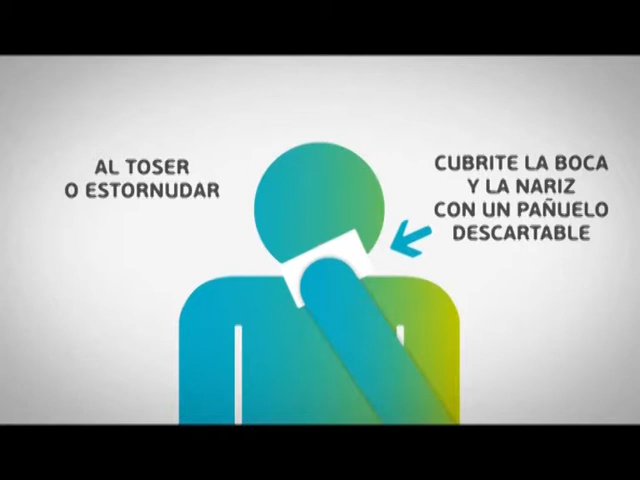 AL TOSER
O ESTORNUDAR
CUBRITE LA BOCA
Y LA NARIZ
CON UN PAÑUELO
DESCARTABLE